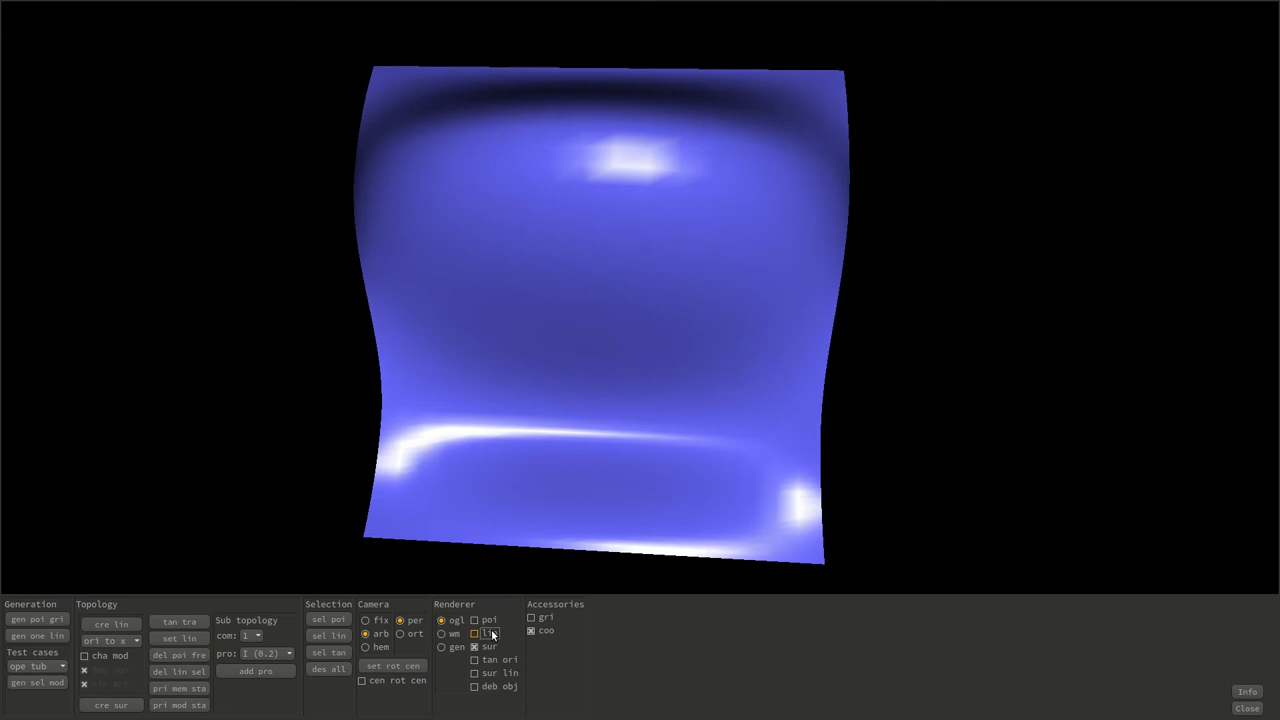 Generation
gen poi gri
gen one lin
Test cases
ope tub
gen sel mod
Topology
cre lin
ori to x
cha mod
cre sur
tan tra
set lin
del poi fre
del lin sel
pri mem sta
pri mod sta
Sub topology
com: 1
pro: I (0.2)
add pro
Selection
sel poi
sel lin
sel tan
des all
Camera
fix per
arb ort
hem
set rot cen
cen rot cen
Renderer
ogl poi
wm
gen sur
tan ori
sur lin
deb obj
Accessories
gri
coo
Info
Close